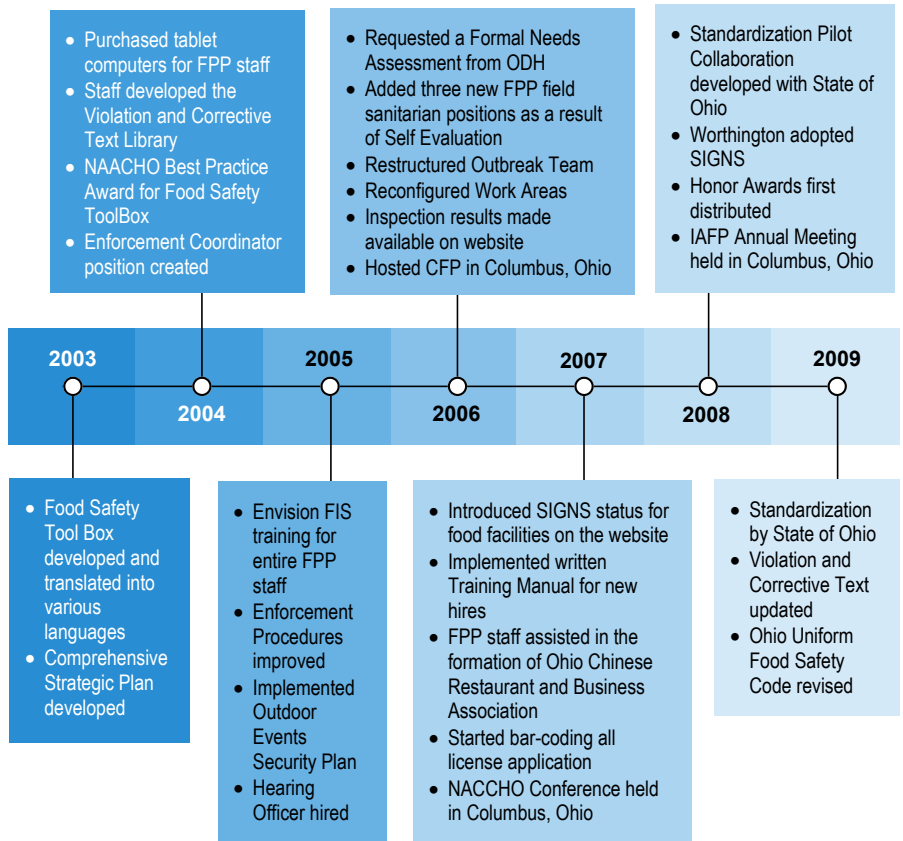 • Purchased tablet
computers for FPP staff
• Staff developed the
Violation and Corrective
Text Library
• NAACHO Best Practice
Award for Food Safety
ToolBox
• Enforcement Coordinator
position created
• Requested a Formal Needs
Assessment from ODH
• Added three new FPP field
sanitarian positions as a result
of Self Evaluation
• Restructured Outbreak Team
• Reconfigured Work Areas
• Inspection results made
available on website
• Hosted CFP in Columbus, Ohio
• Standardization Pilot
Collaboration
developed with State of
Ohio
• Worthington adopted
SIGNS
• Honor Awards first
distributed
• IAFP Annual Meeting
held in Columbus, Ohio
2003
2004
2005
2006
2007
2008
2009
• Food Safety
Tool Box
developed and
translated into
various
languages
• Comprehensive
Strategic Plan
developed
• Envision FIS
training for
entire FPP
staff
• Enforcement
Procedures
improved
• Implemented
Outdoor
Events
Security Plan
• Hearing
Officer hired
• Introduced SIGNS status for
food facilities on the website
• Implemented written
Training Manual for new
hires
• FPP staff assisted in the
formation of Ohio Chinese
Restaurant and Business
Association
• Started bar-coding all
license application
• NACCHO Conference held
in Columbus, Ohio
• Standardization
by State of Ohio
• Violation and
Corrective Text
updated
• Ohio Uniform
Food Safety
Code revised